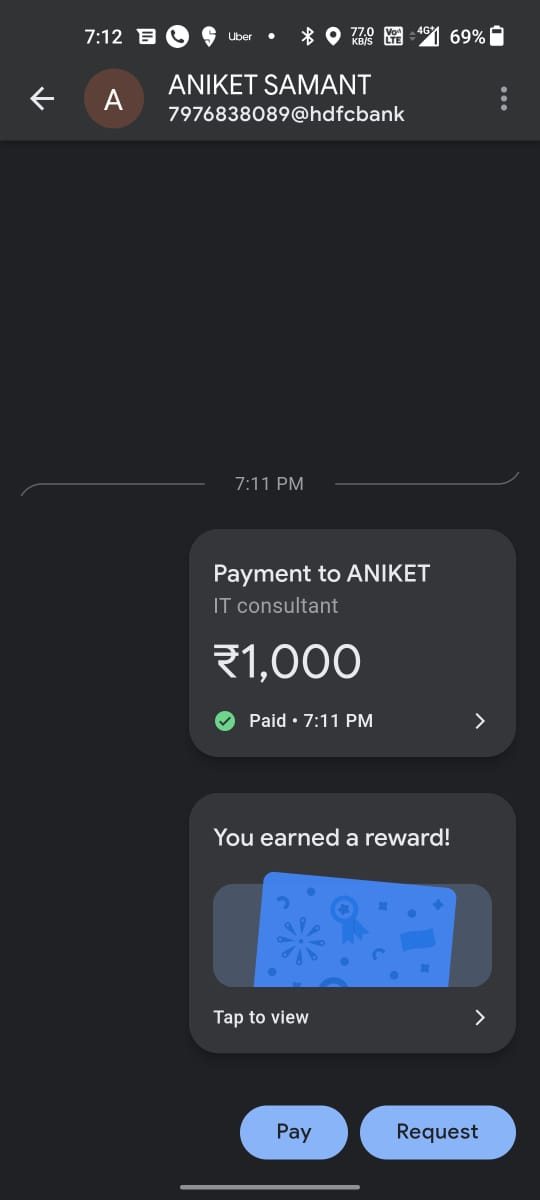 7:12 Uber • 77.0 KB/S Vo LTE 4G+ 69%
A
ANIKET SAMANT
7976838089@hdfcbank
7:11 PM
Payment to ANIKET
IT consultant
₹1,000
Paid • 7:11 PM
You earned a reward!
Tap to view
Pay
Request